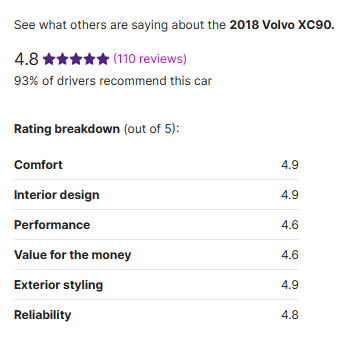 See what others are saying about the 2018 Volvo XC90.
4.8 (110 reviews)
93% of drivers recommend this car
Rating breakdown (out of 5):
Comfort 4.9
Interior design 4.9
Performance 4.6
Value for the money 4.6
Exterior styling 4.9
Reliability 4.8